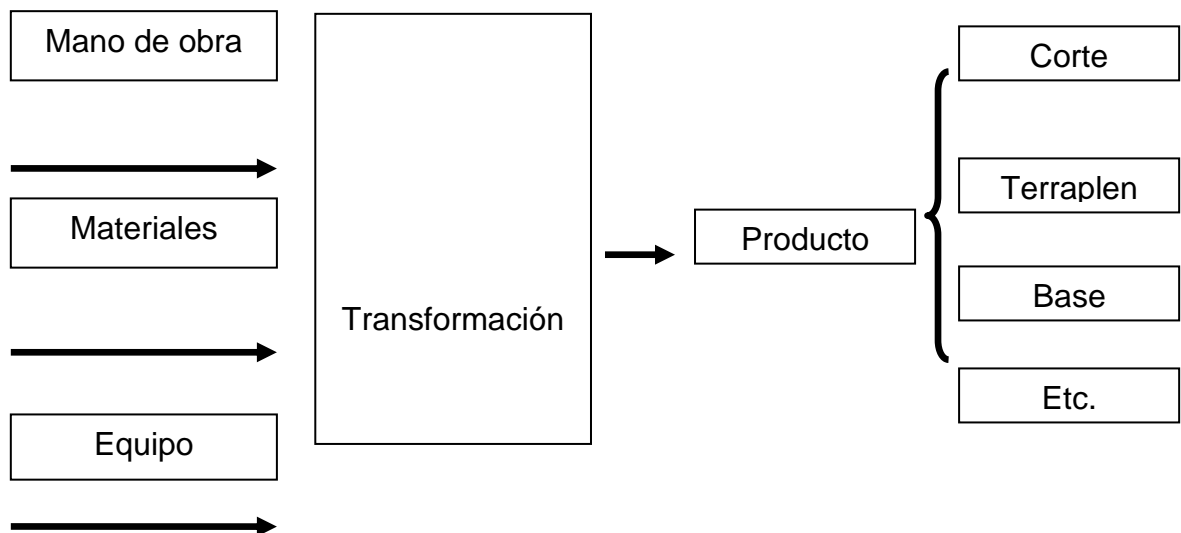 Mano de obra
Materiales
Equipo
Transformación
Producto
Corte
Terraplen
Base
Etc.